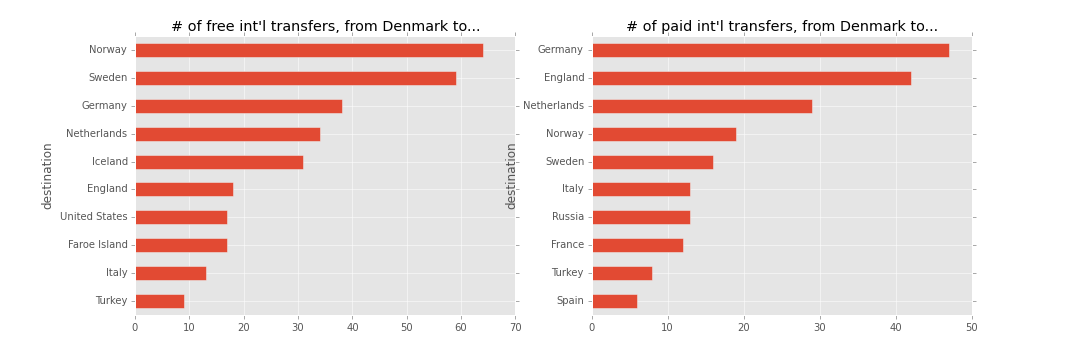 # of free int'l transfers, from Denmark to...
destination
Norway
Sweden
Germany
Netherlands
Iceland
England
United States
Faroe Island
Italy
Turkey
0 10 20 30 40 50 60 70
# of paid int'l transfers, from Denmark to...
destination
Germany
England
Netherlands
Norway
Sweden
Italy
Russia
France
Turkey
Spain
0 10 20 30 40 50